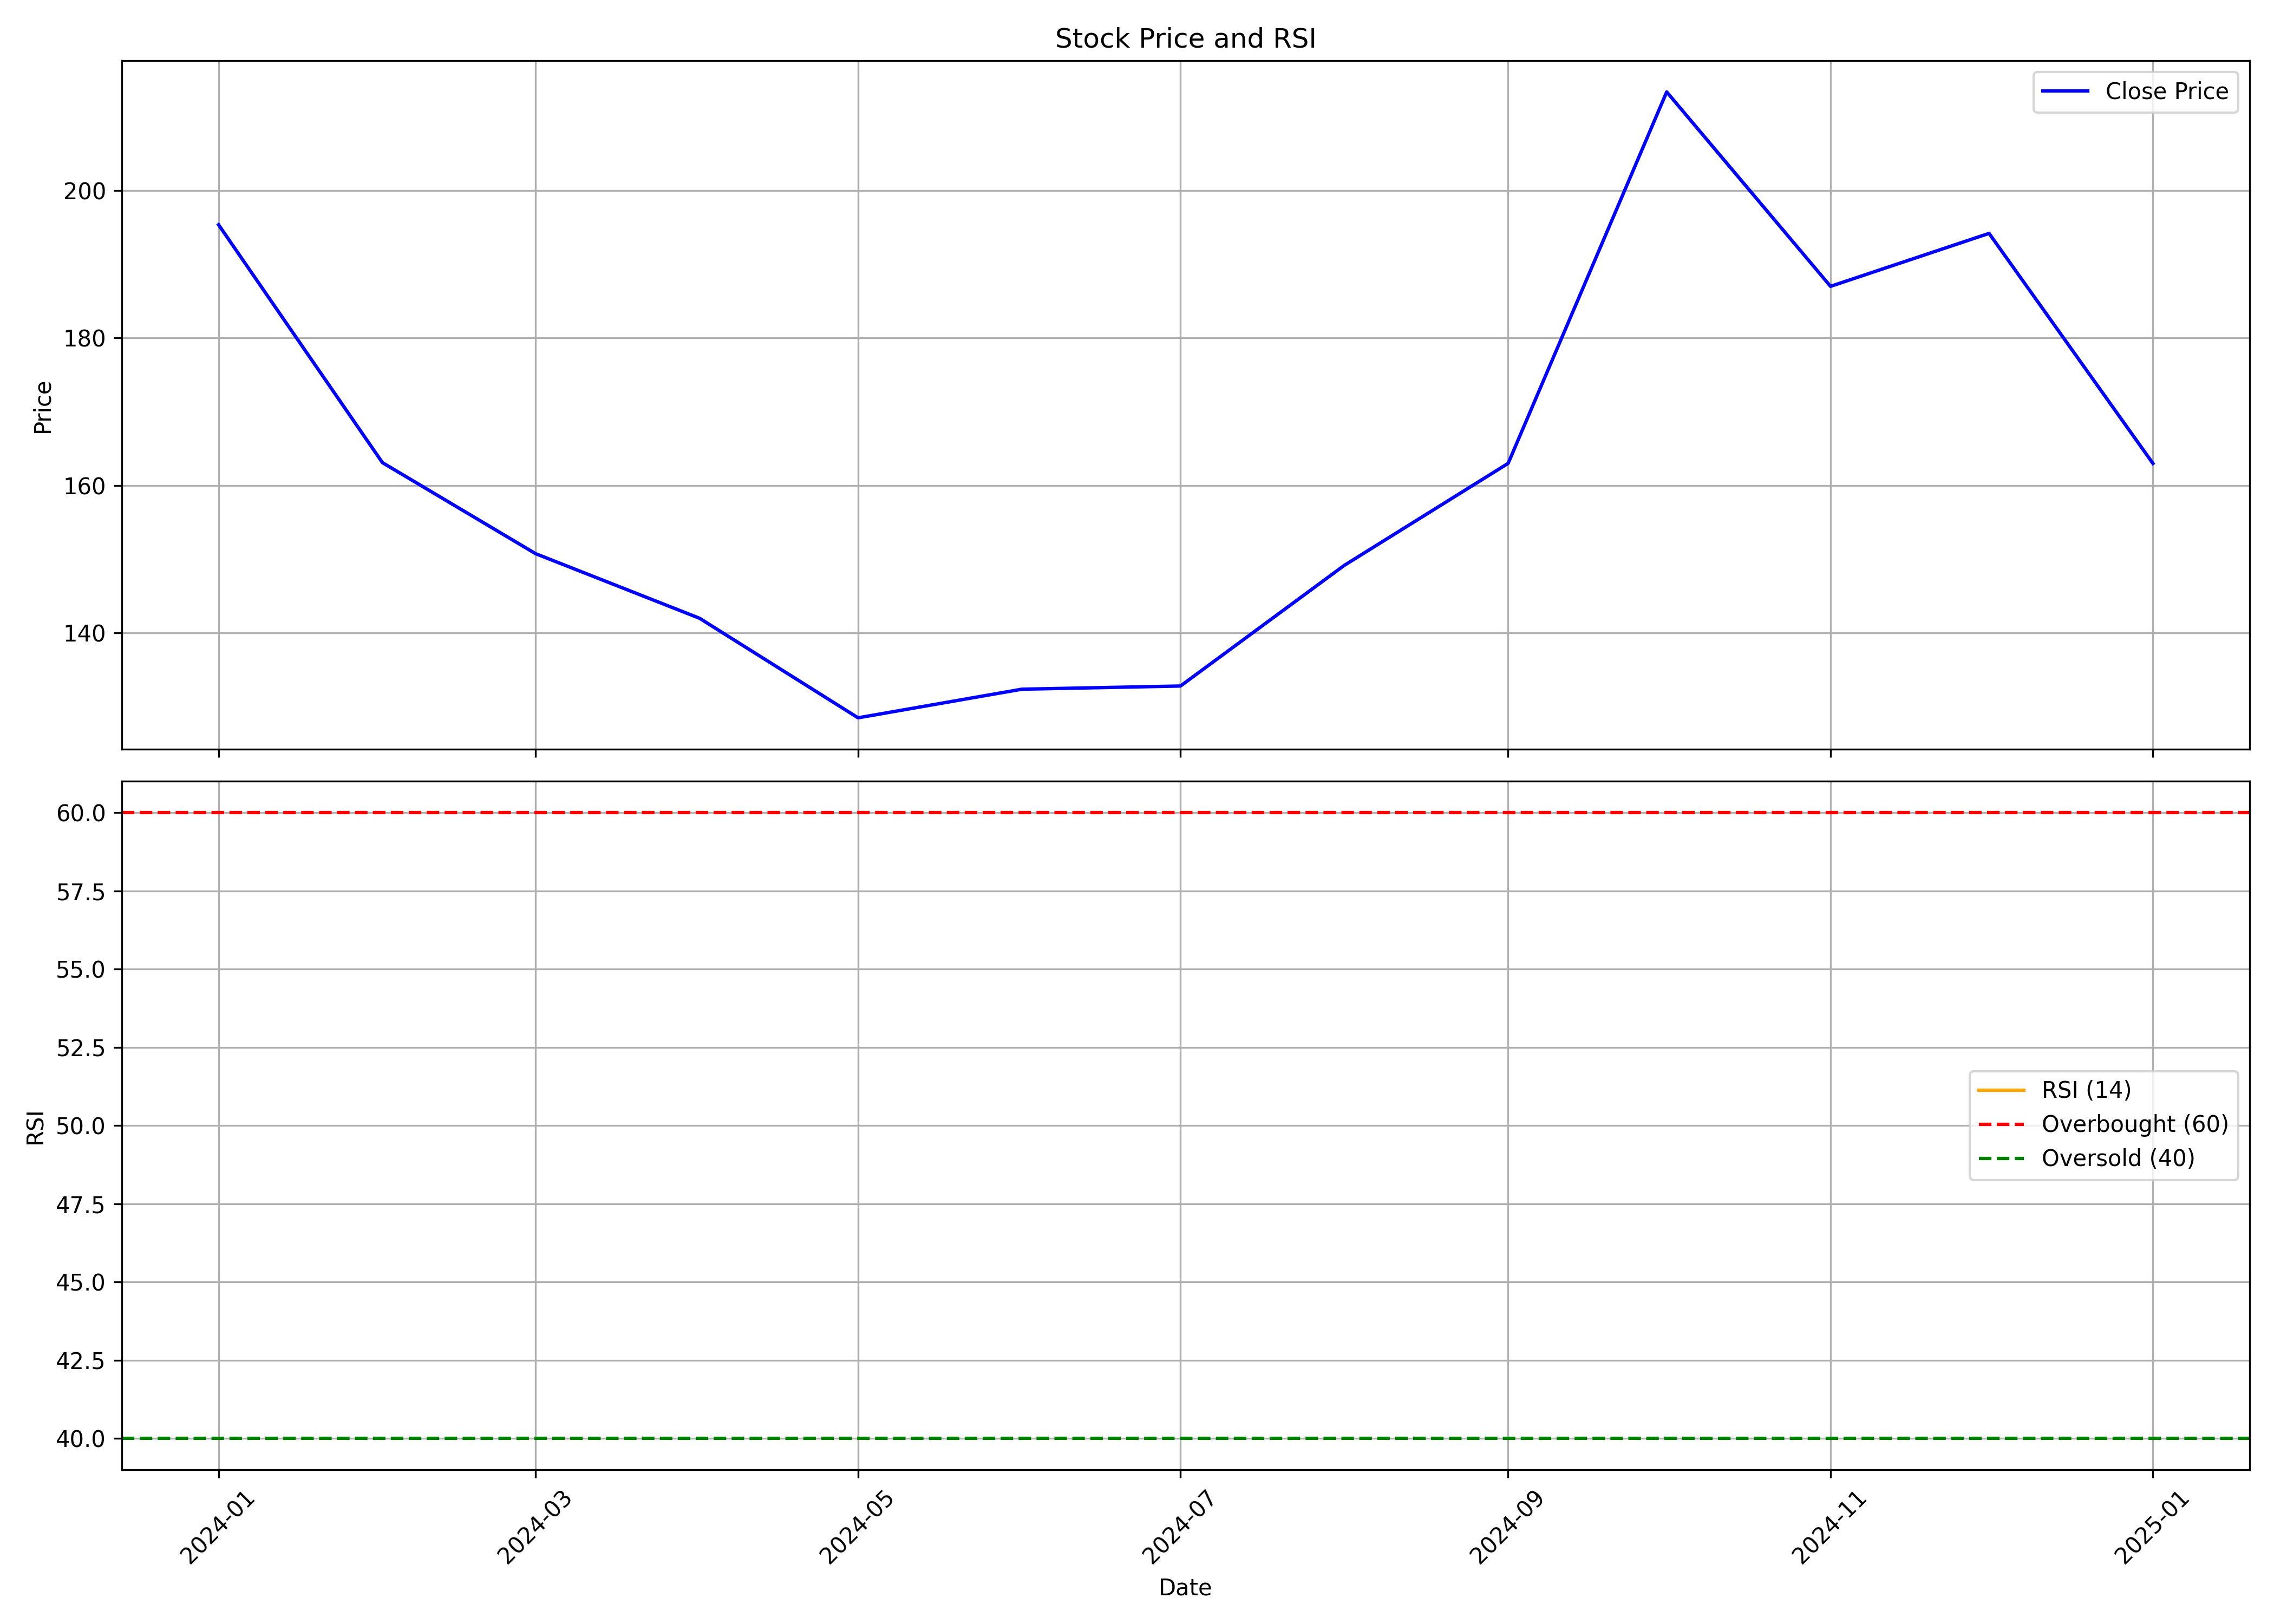 Stock Price and RSI
Close Price
Price
200
180
160
140
60.0
57.5
55.0
52.5
50.0
47.5
45.0
42.5
40.0
RSI
RSI (14)
Overbought (60)
Oversold (40)
2024-01
2024-03
2024-05
2024-07
2024-09
2024-11
2025-01
Date